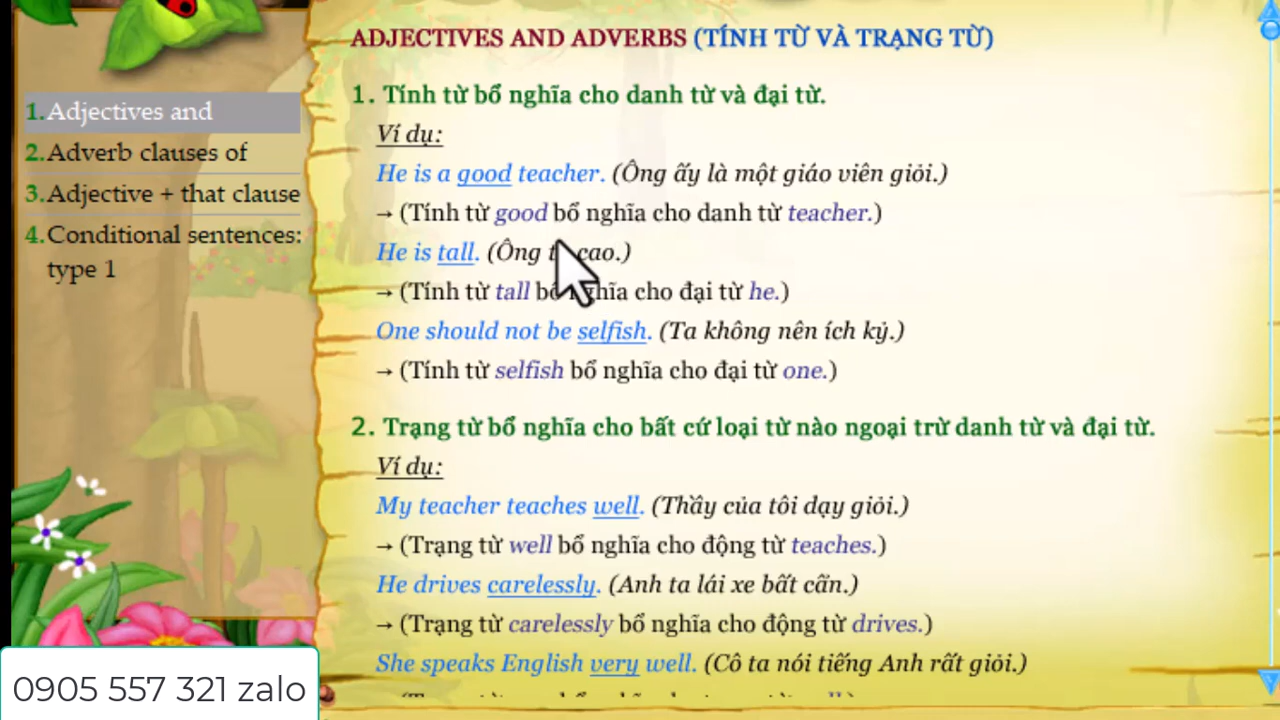 ADJECTIVES AND ADVERBS (TÍNH TỪ VÀ TRẠNG TỪ)
1. Adjectives and
2. Adverb clauses of
3. Adjective + that clause
4. Conditional sentences:
type 1
1. Tính từ bổ nghĩa cho danh từ và đại từ.
Ví dụ:
He is a good teacher. (Ông ấy là một giáo viên giỏi.)
→ (Tính từ good bổ nghĩa cho danh từ teacher.)
He is tall. (Ông cao.)
→ (Tính từ tall bổ nghĩa cho đại từ he.)
One should not be selfish. (Ta không nên ích kỷ.)
→ (Tính từ selfish bổ nghĩa cho đại từ one.)
2. Trạng từ bổ nghĩa cho bất cứ loại từ nào ngoại trừ danh từ và đại từ.
Ví dụ:
My teacher teaches well. (Thầy của tôi dạy giỏi.)
→ (Trạng từ well bổ nghĩa cho động từ teaches.)
He drives carelessly. (Anh ta lái xe bất cẩn.)
→ (Trạng từ carelessly bổ nghĩa cho động từ drives.)
She speaks English very well. (Cô ta nói tiếng Anh rất giỏi.)
0905 557 321 zalo